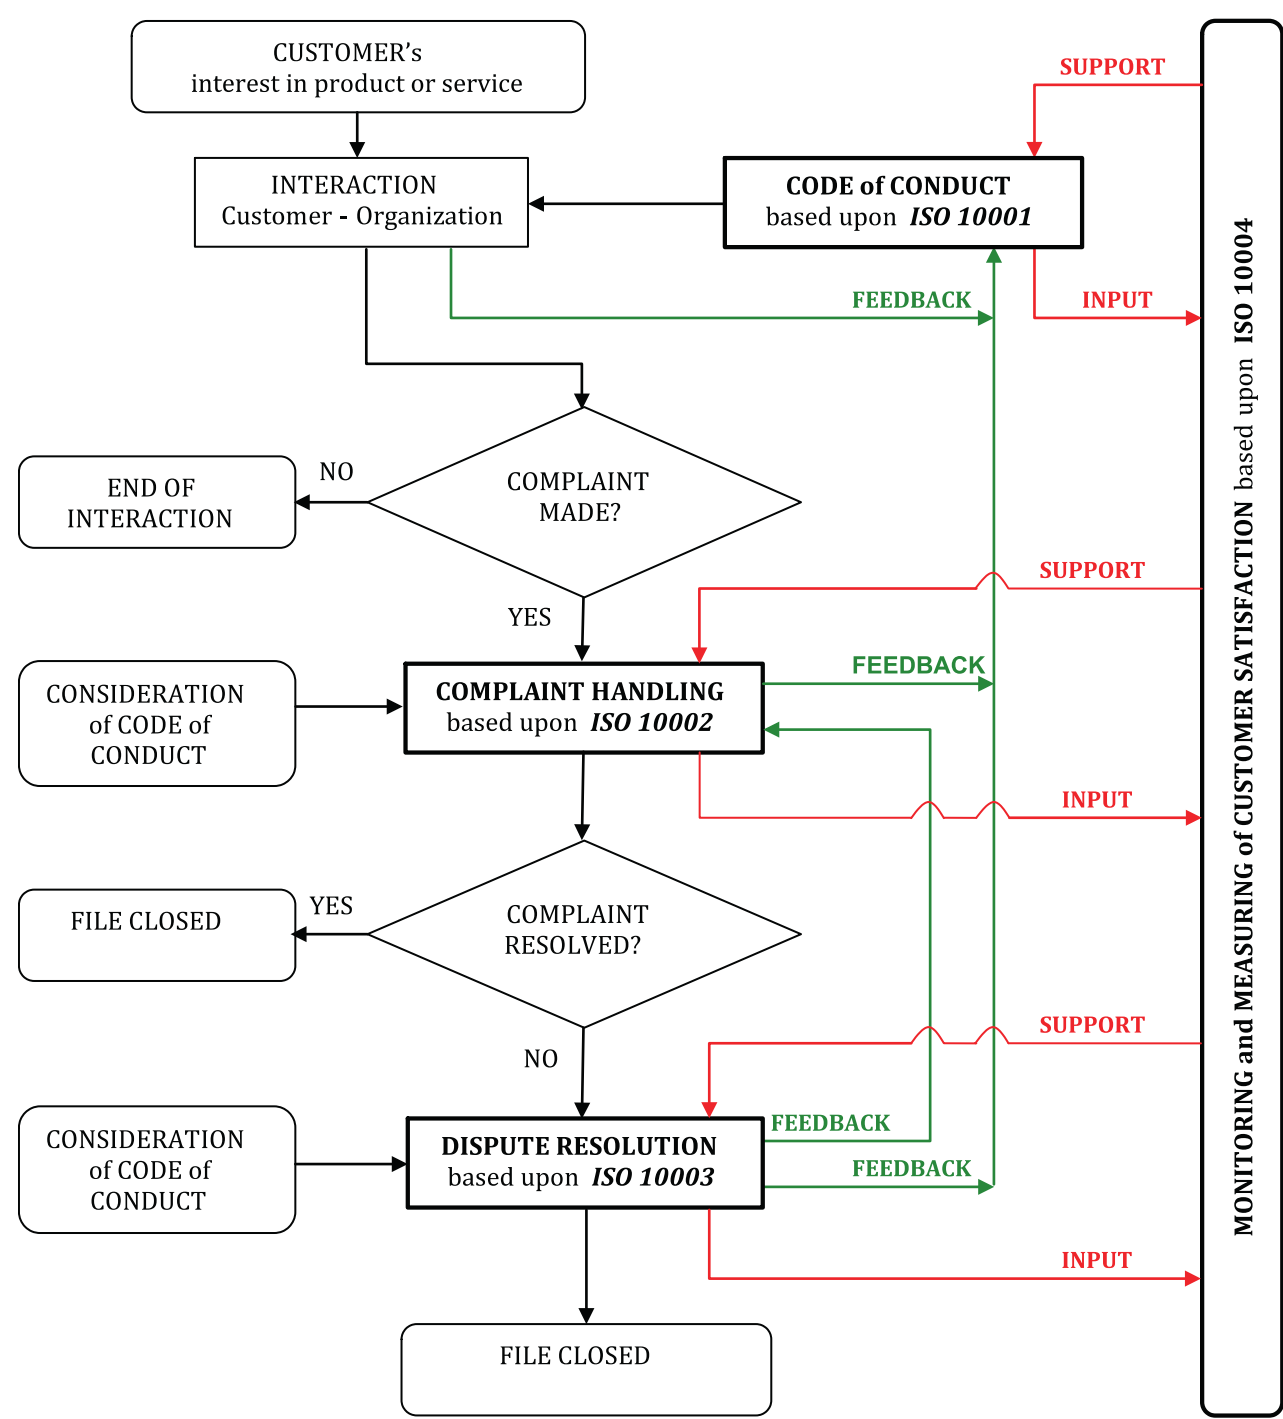 CUSTOMER's
interest in product or service
SUPPORT
INTERACTION
Customer - Organization
CODE of CONDUCT
based upon ISO 10001
FEEDBACK
INPUT
COMPLAINT
MADE?
NO
END OF
INTERACTION
YES
SUPPORT
COMPLAINT HANDLING
based upon ISO 10002
FEEDBACK
CONSIDERATION
of CODE of
CONDUCT
INPUT
COMPLAINT
RESOLVED?
YES
FILE CLOSED
NO
SUPPORT
DISPUTE RESOLUTION
based upon ISO 10003
FEEDBACK
FEEDBACK
CONSIDERATION
of CODE of
CONDUCT
INPUT
FILE CLOSED
MONITORING and MEASURING of CUSTOMER SATISFACTION based upon ISO 10004